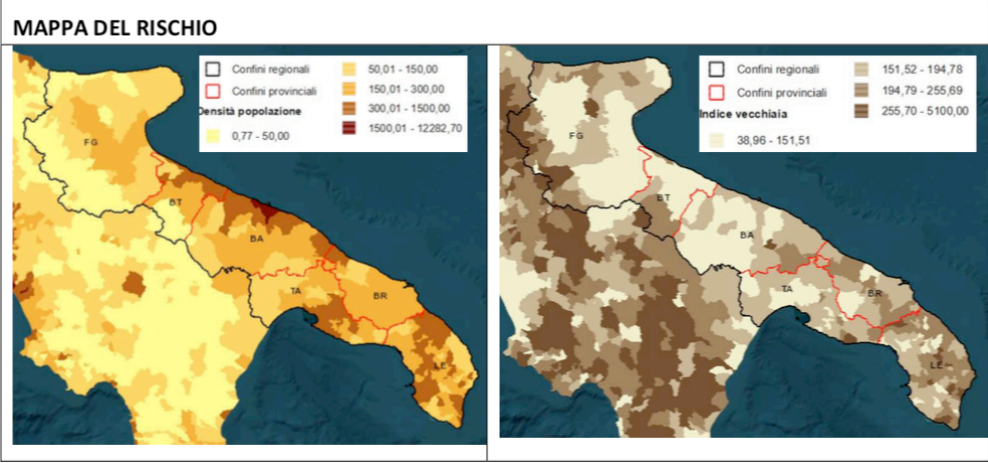 MAPPA DEL RISCHIO
Confini regionali
Confini provinciali
Densità popolazione
0,77 - 50,00
50,01 - 150,00
150,01 - 300,00
300,01 - 1500,00
1500,01 - 12282,70
FG
BT
BA
TA
BR
LE
Confini regionali
Confini provinciali
Indice vecchiaia
38,96 - 151,51
151,52 - 194,78
194,79 - 255,69
255,70 - 5100,00
FG
BT
BA
TA
BR
LE